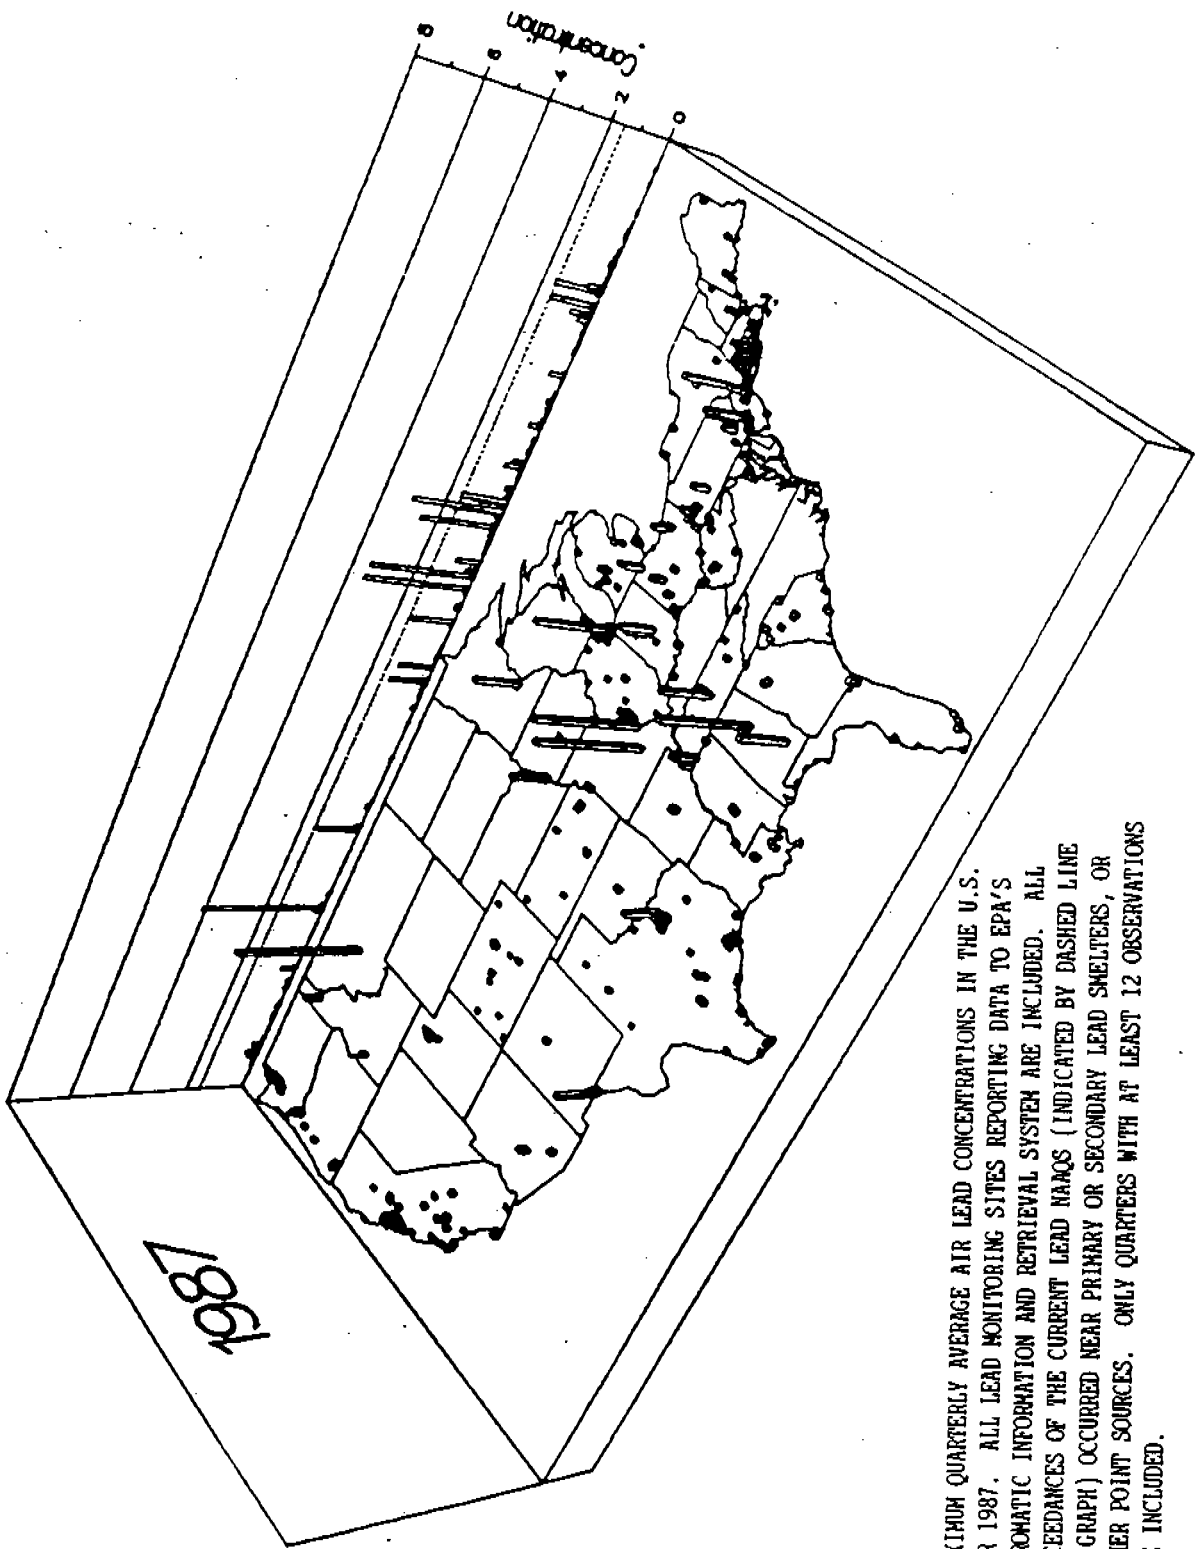 Concentration
8
6
4
2
0
1987
QUARTERLY AVERAGE AIR LEAD CONCENTRATIONS IN THE U.S.
1987. ALL LEAD MONITORING SITES REPORTING DATA TO EPA'S
INFORMATION AND RETRIEVAL SYSTEM ARE INCLUDED. ALL
OF THE CURRENT LEAD NAAQS (INDICATED BY DASHED LINE
GRAPH) OCCURRED NEAR PRIMARY OR SECONDARY LEAD SMELTERS, OR
POINT SOURCES. ONLY QUARTERS WITH AT LEAST 12 OBSERVATIONS
INCLUDED.